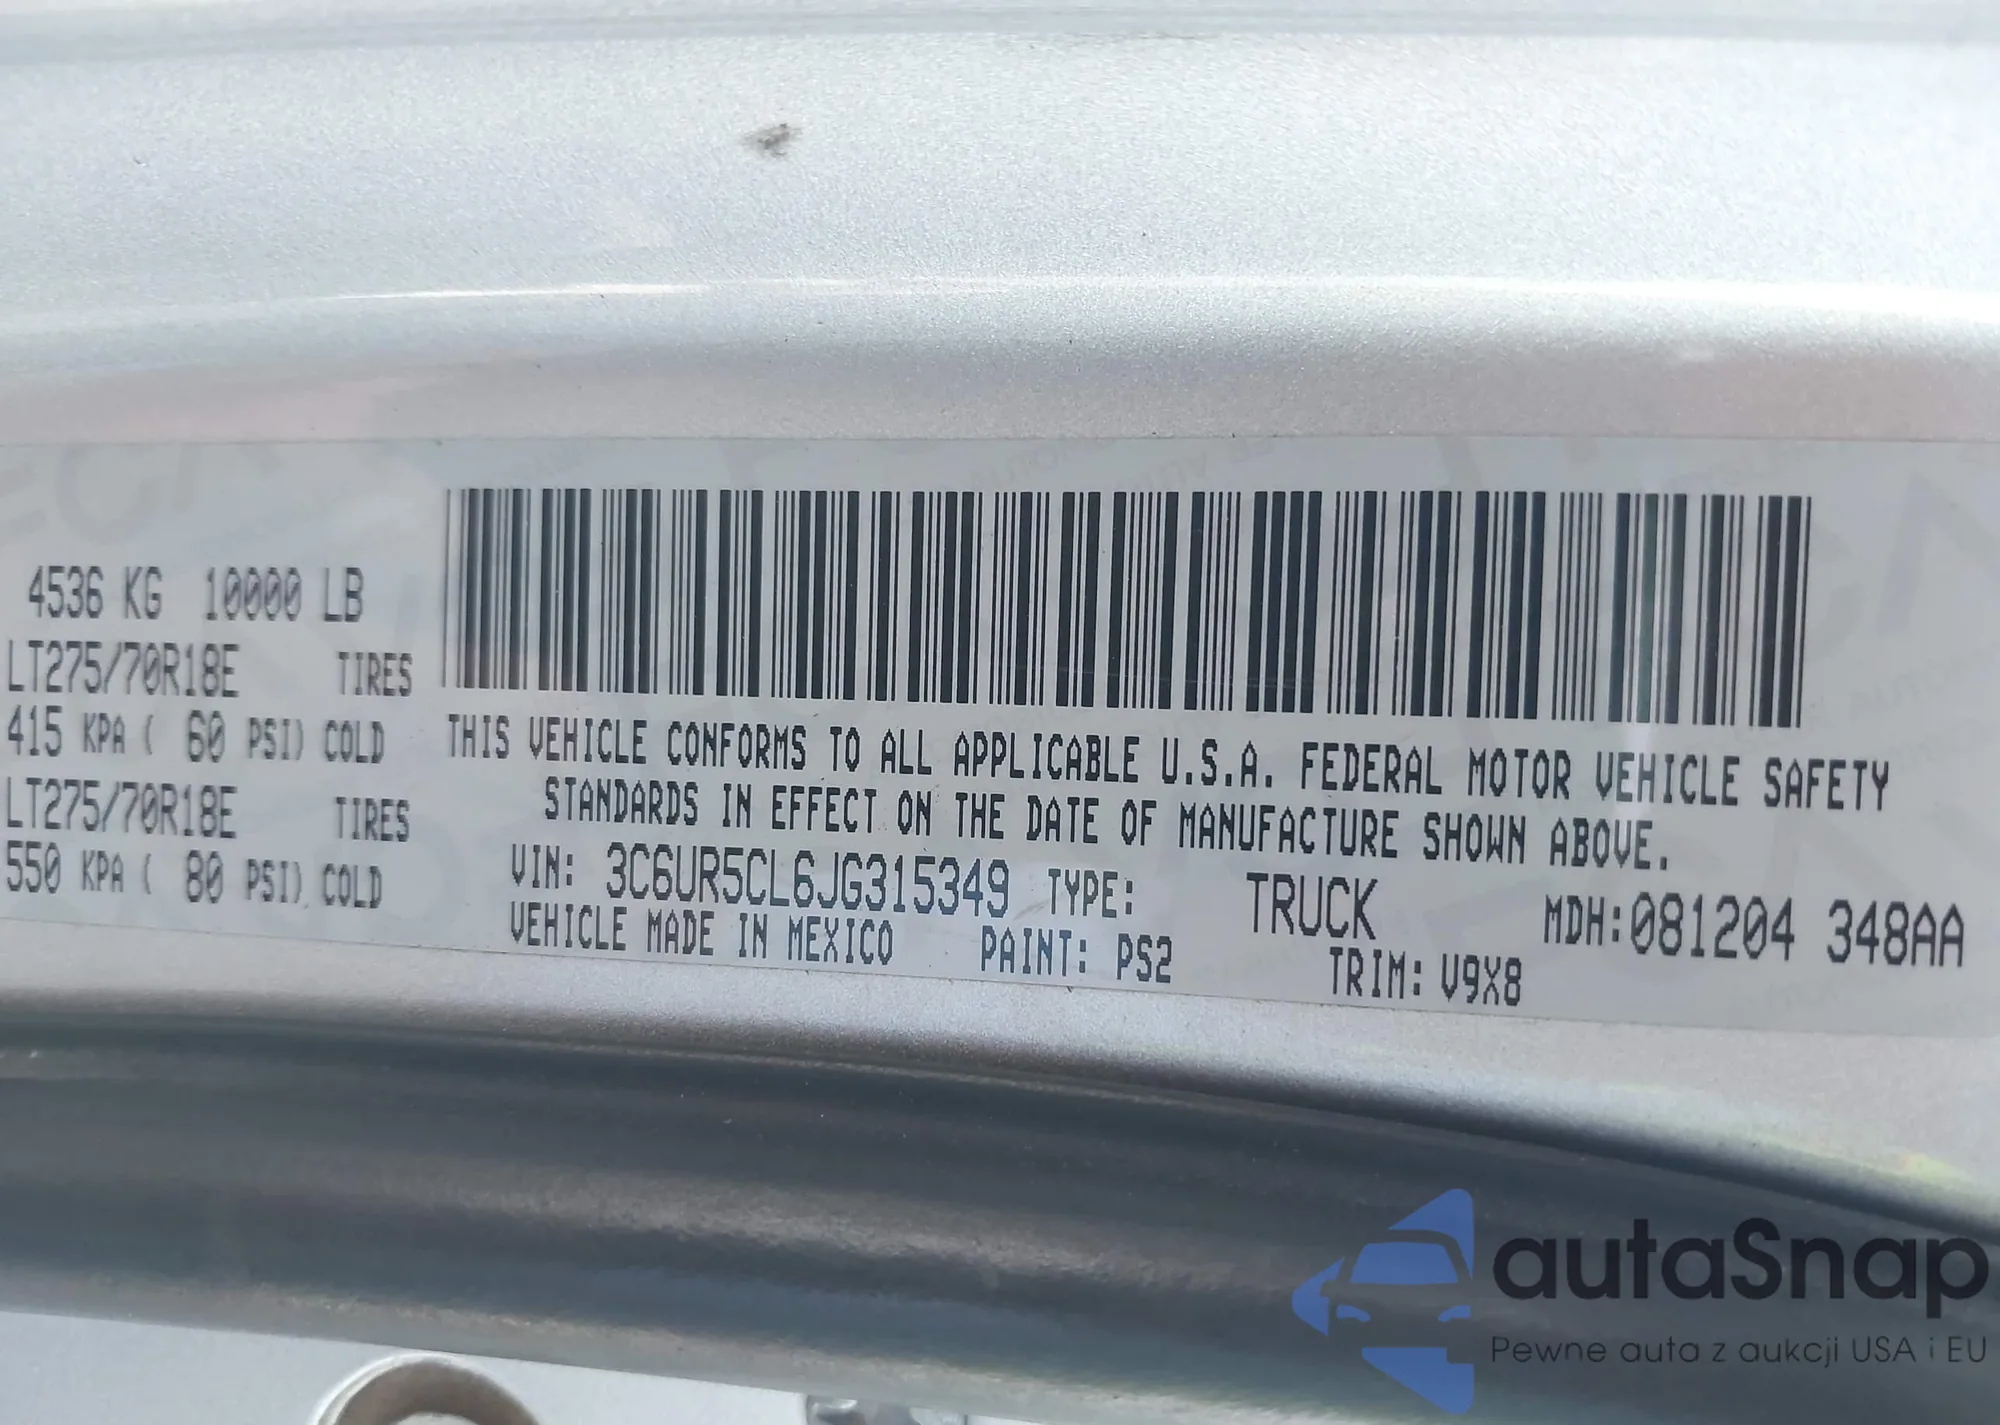 4536 KG 10000 LB
LT275/70R18E TIRES
415 KPA ( 60 PSI) COLD
LT275/70R18E TIRES
550 KPA ( 80 PSI) COLD
THIS VEHICLE CONFORMS TO ALL APPLICABLE U.S.A. FEDERAL MOTOR VEHICLE SAFETY
STANDARDS IN EFFECT ON THE DATE OF MANUFACTURE SHOWN ABOVE.
VIN: 3C6UR5CL6JG315349 TYPE: TRUCK MDH:081204 348AA
VEHICLE MADE IN MEXICO PAINT: PS2 TRIM: V9X8
autaSnap
Pewne auta z aukcji USA i EU